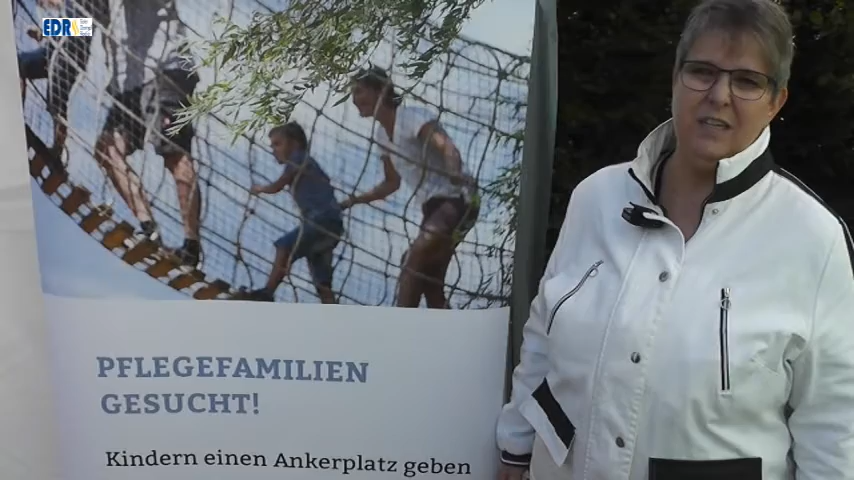 EDR
PFLEGEFAMILIEN
GESUCHT!
Kindern einen Ankerplatz geben